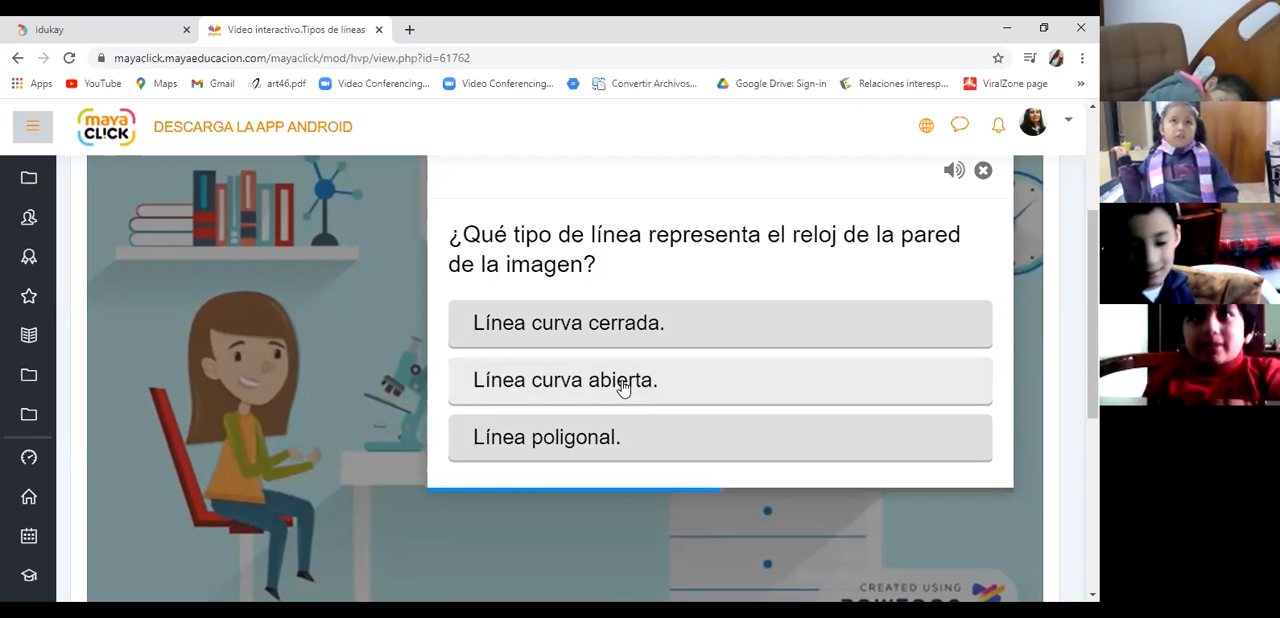 Idukay
Video interactivo.Tipos de líneas
mayaclick.mayaeducacion.com/mayaclick/mod/hvp/view.php?id=61762
Apps YouTube Maps Gmail art46.pdf Video Conferencing... Video Conferencing... Convertir Archivos... Google Drive: Sign-in Relaciones interesp... ViralZone page »
maya
CL!CK
DESCARGA LA APP ANDROID
¿Qué tipo de línea representa el reloj de la pared
de la imagen?
Línea curva cerrada.
Línea curva abierta.
Línea poligonal.
CREATED USING